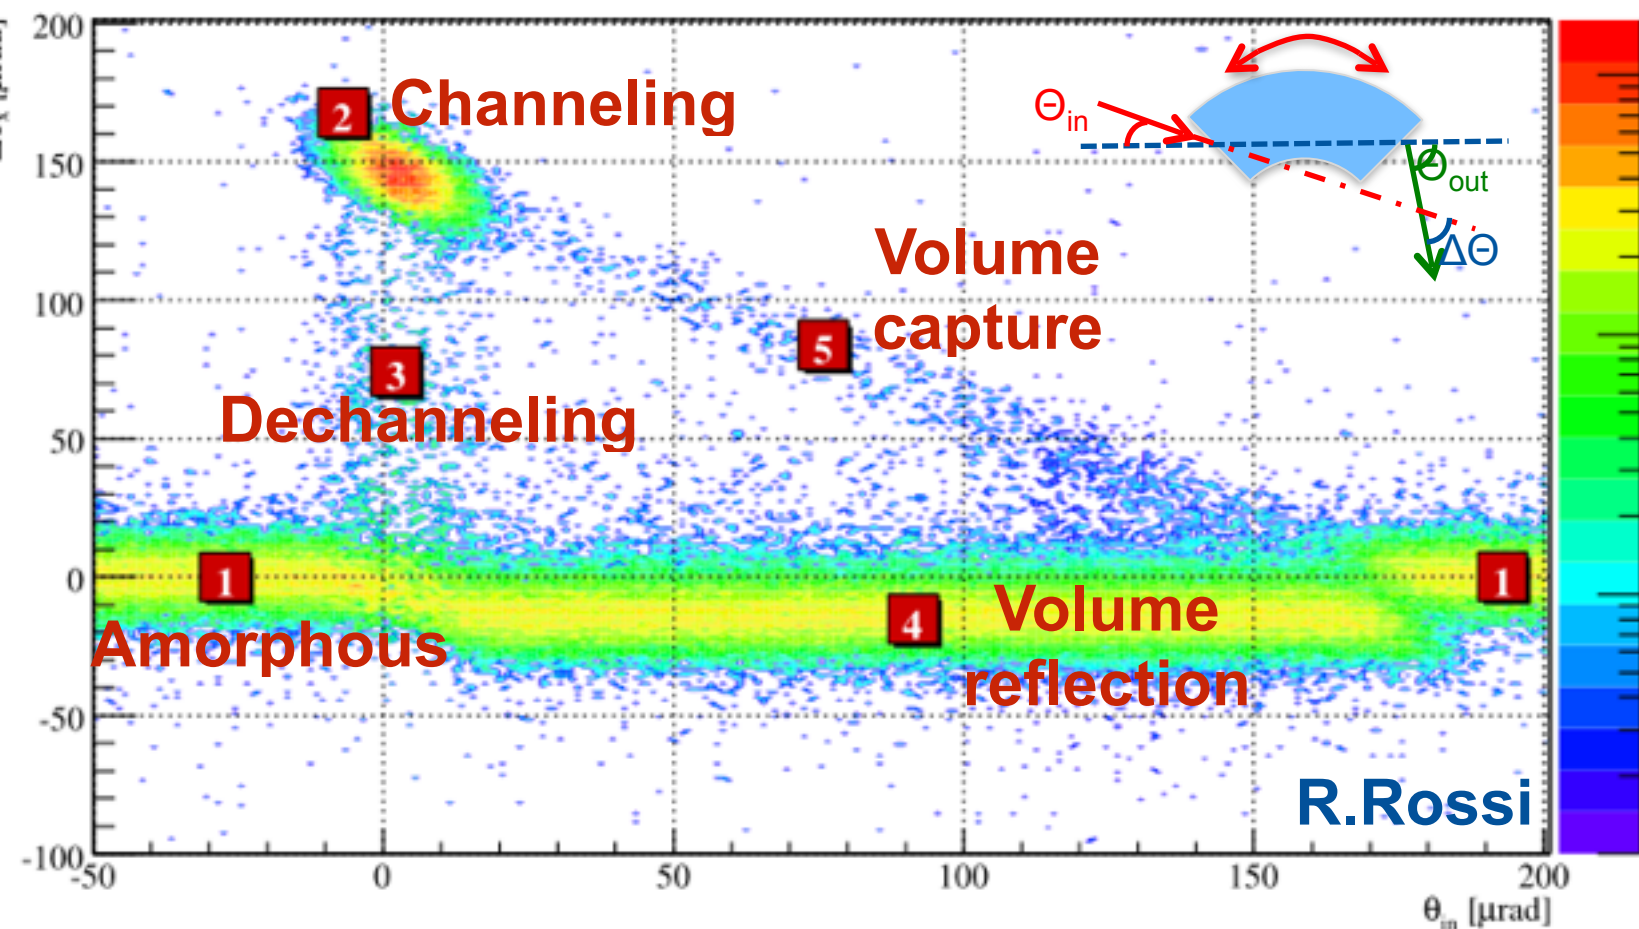 200
150
100
50
0
-50
-100
-50
0
50
100
150
200
θin [μrad]
2
Channeling
Θin
Θout
ΔΘ
Volume
capture
5
3
Dechanneling
1
Amorphous
4
Volume
reflection
1
R.Rossi